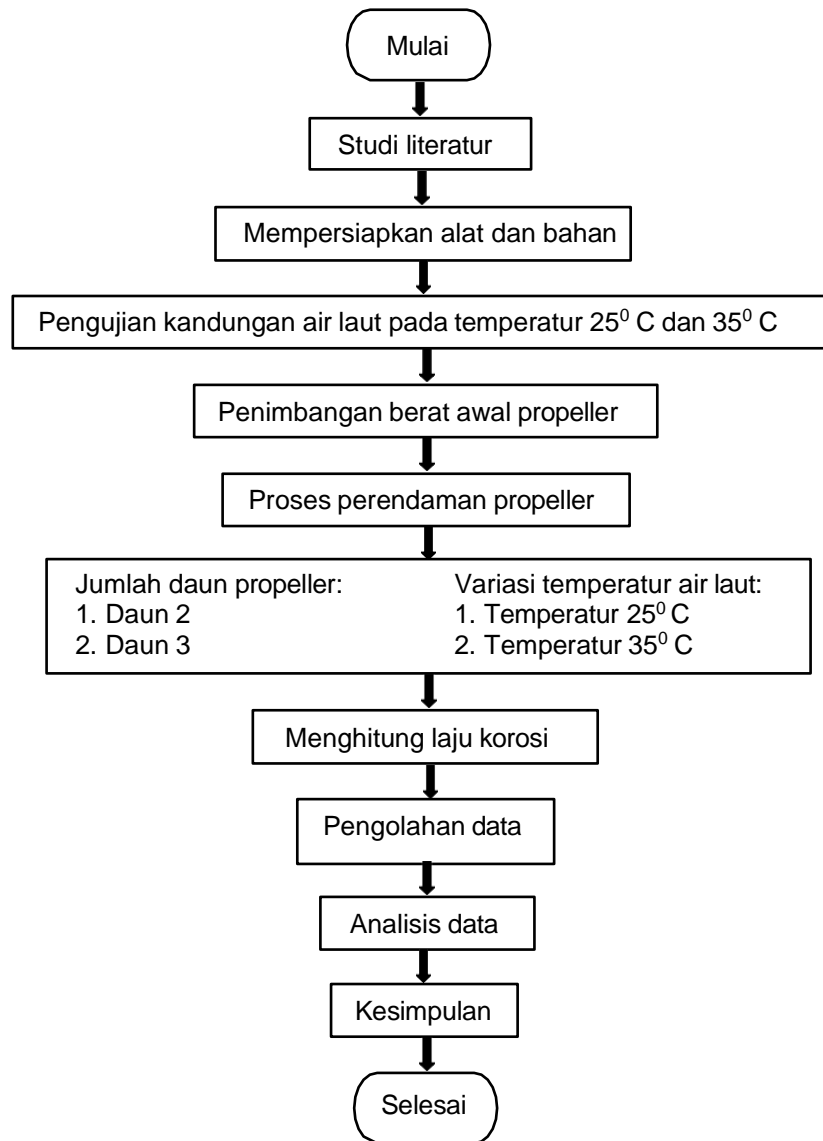 Mulai
Studi literatur
Mempersiapkan alat dan bahan
Pengujian kandungan air laut pada temperatur 25⁰ C dan 35⁰ C
Penimbangan berat awal propeller
Proses perendaman propeller
Jumlah daun propeller:
1. Daun 2
2. Daun 3
Variasi temperatur air laut:
1. Temperatur 25⁰ C
2. Temperatur 35⁰ C
Menghitung laju korosi
Pengolahan data
Analisis data
Kesimpulan
Selesai